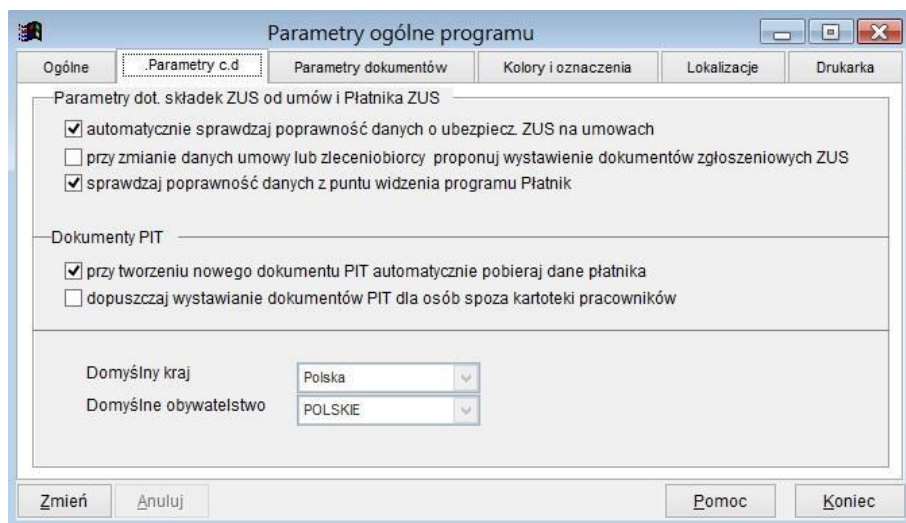 Parametry ogólne programu
Ogólne .Parametry c.d Parametry dokumentów Kolory i oznaczenia Lokalizacje Drukarka
Parametry dot. składek ZUS od umów i Płatnika ZUS
automatycznie sprawdzaj poprawność danych o ubezpiecz. ZUS na umowach
przy zmianie danych umowy lub zleceniobiorcy proponuj wystawienie dokumentów zgłoszeniowych ZUS
sprawdzaj poprawność danych z puntu widzenia programu Płatnik
Dokumenty PIT
przy tworzeniu nowego dokumentu PIT automatycznie pobieraj dane płatnika
dopuszczaj wystawianie dokumentów PIT dla osób spoza kartoteki pracowników
Domyślny kraj Polska
Domyślne obywatelstwo POLSKIE
Zmień Anuluj Pomoc Koniec